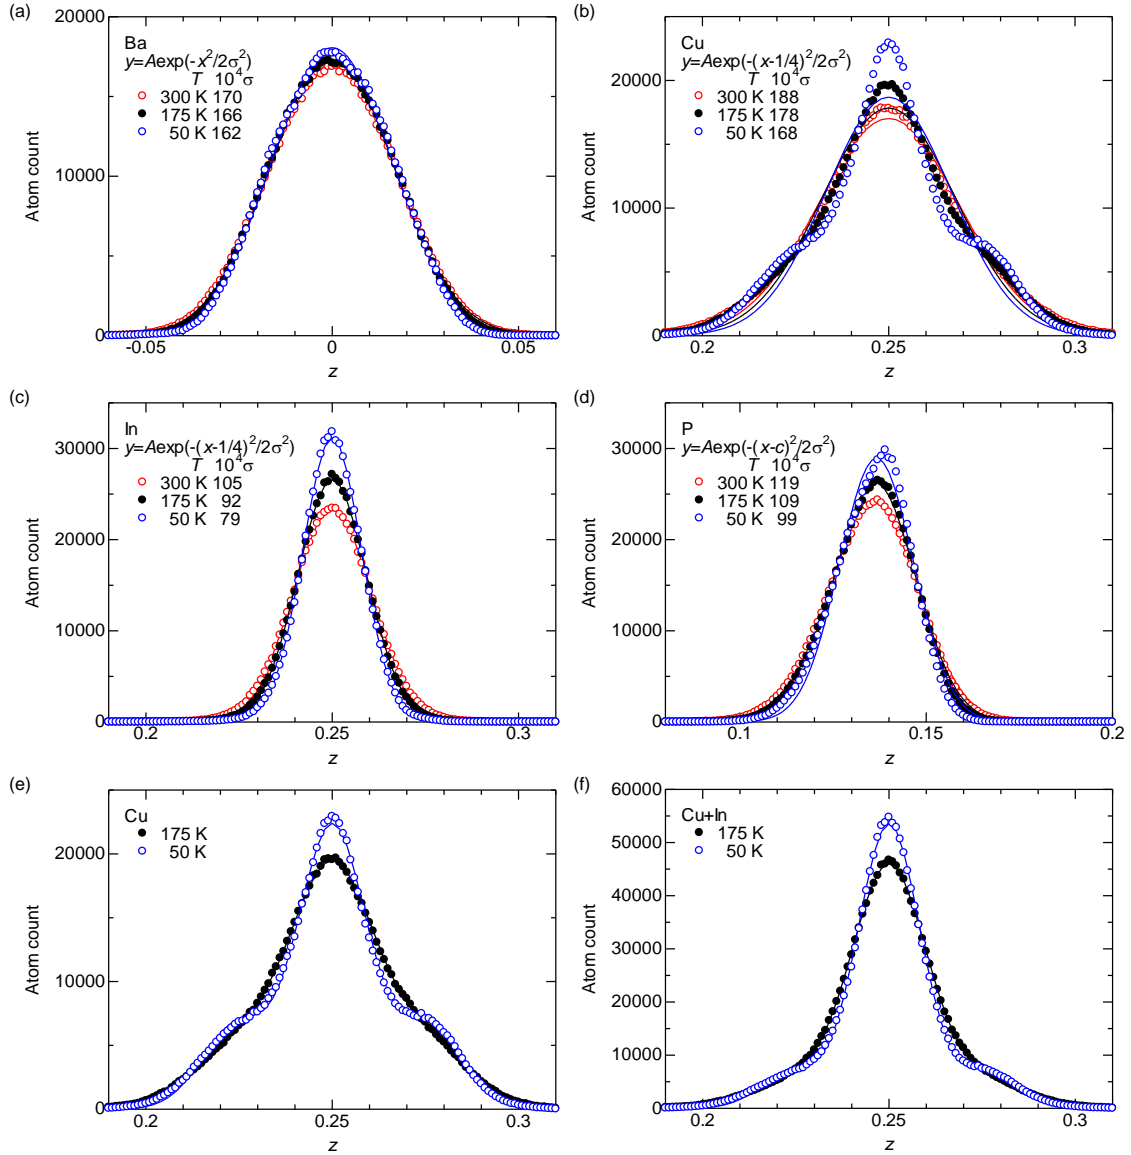 (a)
20000
10000
0
-0.05
0
0.05
z
Atom count
Ba
y=Aexp(-x²/2σ²)
T 10⁴σ
300 K 170
175 K 166
50 K 162
(b)
20000
10000
0
0.2
0.25
0.3
z
Atom count
Cu
y=Aexp(-(x-1/4)²/2σ²)
T 10⁴σ
300 K 188
175 K 178
50 K 168
(c)
30000
20000
10000
0
0.2
0.25
0.3
z
Atom count
In
y=Aexp(-(x-1/4)²/2σ²)
T 10⁴σ
300 K 105
175 K 92
50 K 79
(d)
30000
20000
10000
0
0.1
0.15
0.2
z
Atom count
P
y=Aexp(-(x-c)²/2σ²)
T 10⁴σ
300 K 119
175 K 109
50 K 99
(e)
20000
10000
0
0.2
0.25
0.3
z
Atom count
Cu
175 K
50 K
(f)
60000
50000
40000
30000
20000
10000
0
0.2
0.25
0.3
z
Atom count
Cu+In
175 K
50 K